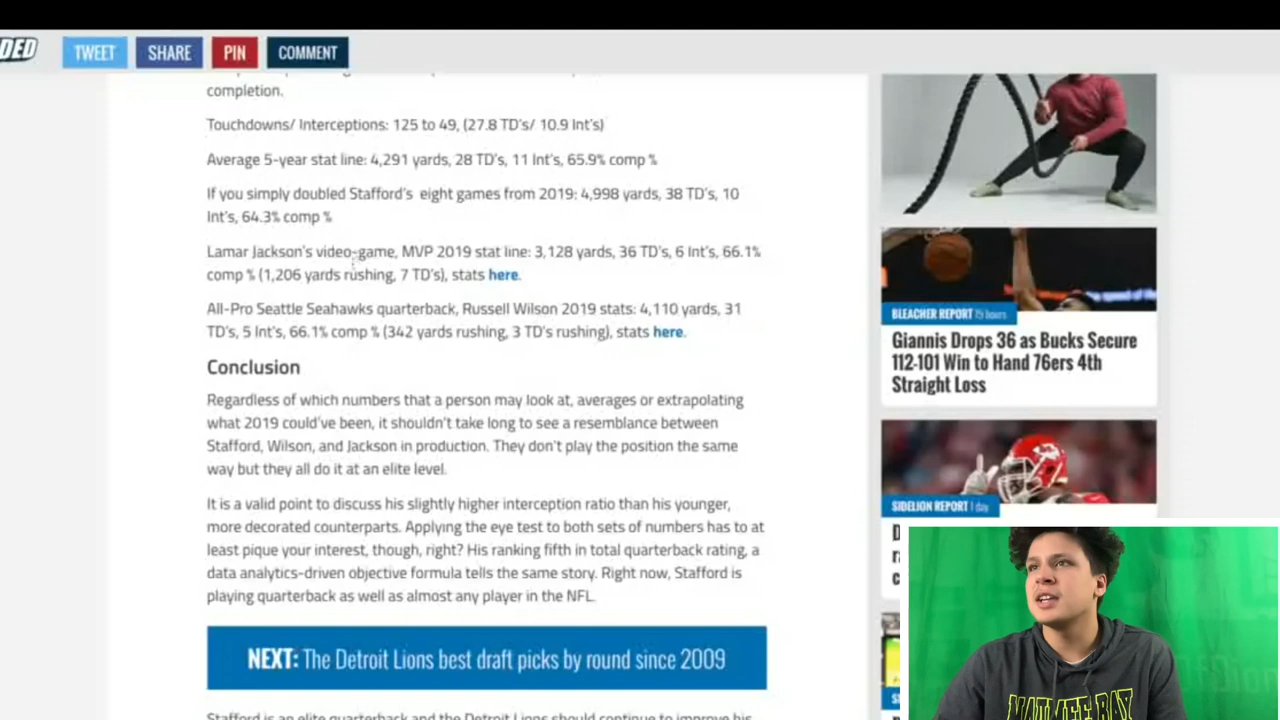 DED
TWEET
SHARE
PIN
COMMENT
completion.
Touchdowns/ Interceptions: 125 to 49, (27.8 TD's/ 10.9 Int's)
Average 5-year stat line: 4,291 yards, 28 TD's, 11 Int's, 65.9% comp %
If you simply doubled Stafford's eight games from 2019: 4,998 yards, 38 TD's, 10
Int's, 64.3% comp %
Lamar Jackson's video-game, MVP 2019 stat line: 3,128 yards, 36 TD's, 6 Int's, 66.1%
comp % (1,206 yards rushing, 7 TD's), stats here.
All-Pro Seattle Seahawks quarterback, Russell Wilson 2019 stats: 4,110 yards, 31
TD's, 5 Int's, 66.1% comp % (342 yards rushing, 3 TD's rushing), stats here.
Conclusion
Regardless of which numbers that a person may look at, averages or extrapolating
what 2019 could've been, it shouldn't take long to see a resemblance between
Stafford, Wilson, and Jackson in production. They don't play the position the same
way but they all do it at an elite level.
It is a valid point to discuss his slightly higher interception ratio than his younger,
more decorated counterparts. Applying the eye test to both sets of numbers has to at
least pique your interest, though, right? His ranking fifth in total quarterback rating, a
data analytics-driven objective formula tells the same story. Right now, Stafford is
playing quarterback as well as almost any player in the NFL.
NEXT: The Detroit Lions best draft picks by round since 2009
Stafford is an elite quarterback and the Detroit Lions should continue to improve his
BLEACHER REPORT 15 hours
Giannis Drops 36 as Bucks Secure
112-101 Win to Hand 76ers 4th
Straight Loss
SIDELION REPORT 1 day
MAUMEE BAY